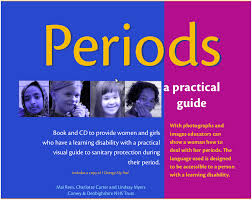 Periods
a practical
guide
Book and CD to provide women and girls
who have a learning disability with a practical
visual guide to sanitary protection during
their period.
includes a copy of I Change My Pad
With photographs and
images educators can
show a woman how to
deal with her periods. The
language used is designed
to be accessible to a person
with a learning disability.
Mal Rees, Charlotte Carter and Lindsay Myers
Conwy & Denbighshire NHS Trust